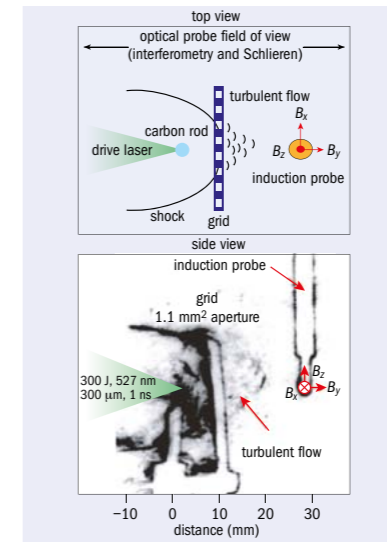 top view
optical probe field of view
(interferometry and Schlieren)
turbulent flow
Bx
carbon rod
drive laser
Bz
By
induction probe
shock
grid
side view
induction probe
grid
1.1 mm² aperture
300 J, 527 nm
300 μm, 1 ns
Bz
Bx
By
turbulent flow
−10 0 10 20 30
distance (mm)